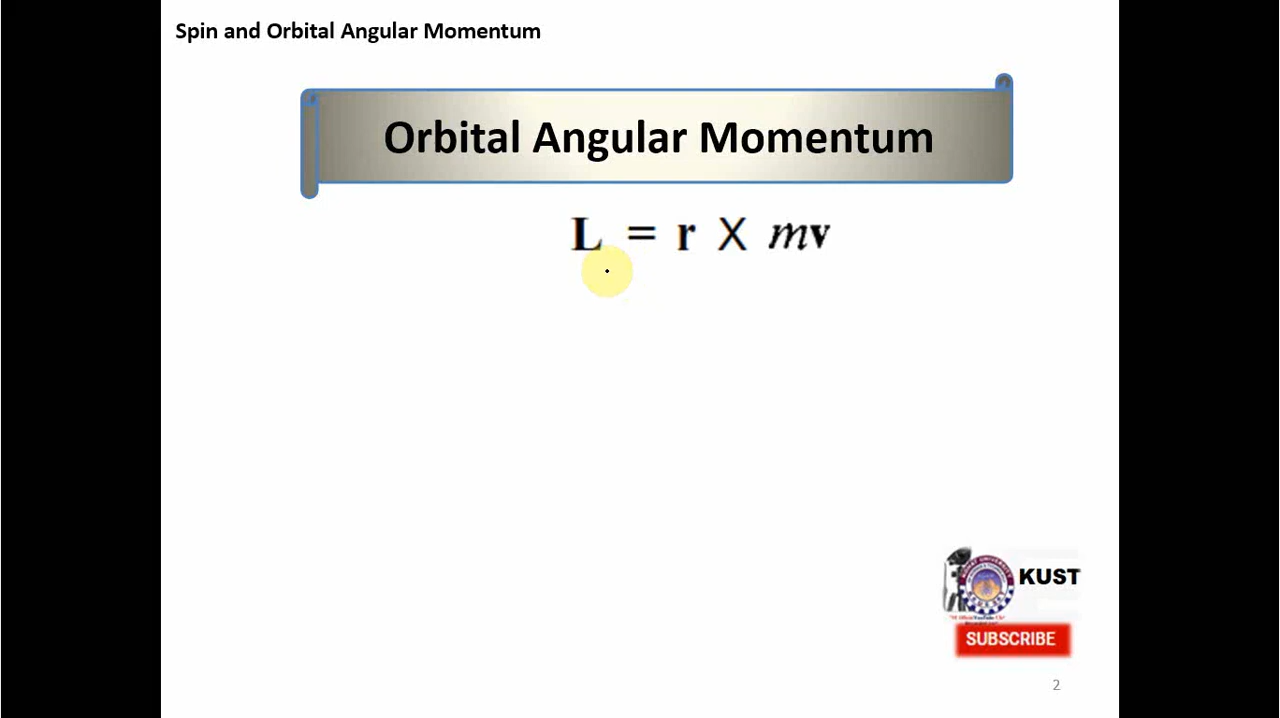 Spin and Orbital Angular Momentum
Orbital Angular Momentum
L = r X mv
KUST
SUBSCRIBE
2